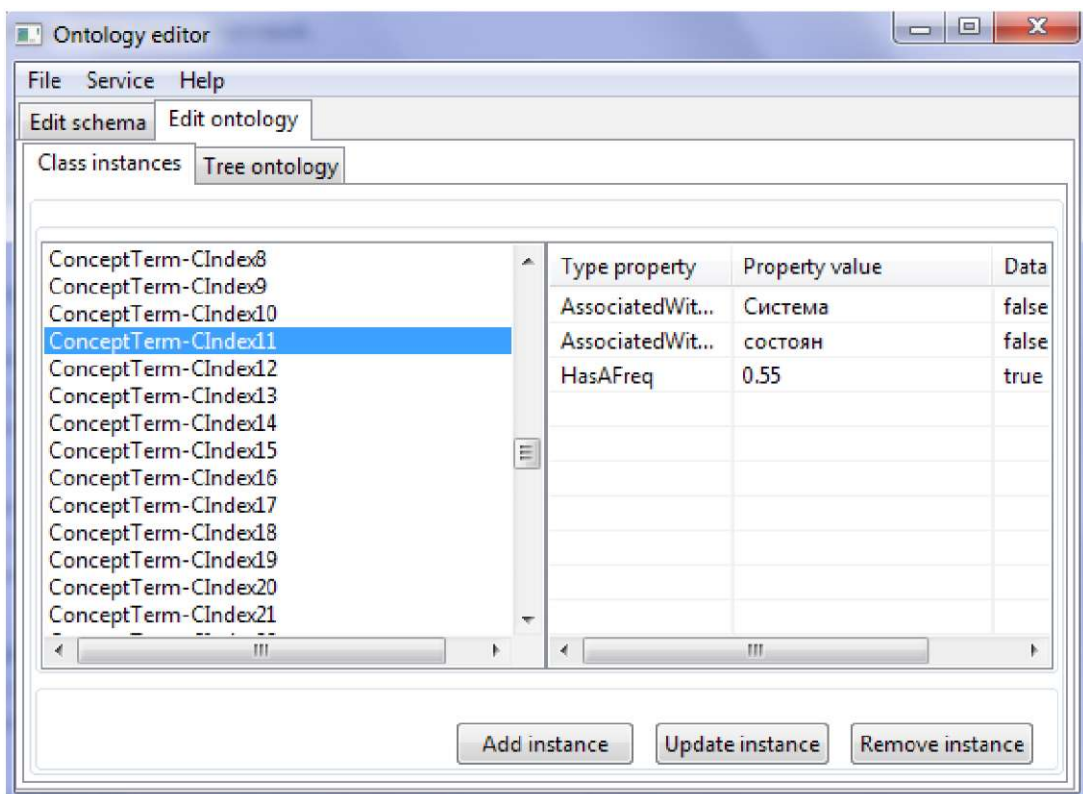 Ontology editor
File Service Help
Edit schema Edit ontology
Class instances Tree ontology
ConceptTerm-CIndex8
ConceptTerm-CIndex9
ConceptTerm-CIndex10
ConceptTerm-CIndex11
ConceptTerm-CIndex12
ConceptTerm-CIndex13
ConceptTerm-CIndex14
ConceptTerm-CIndex15
ConceptTerm-CIndex16
ConceptTerm-CIndex17
ConceptTerm-CIndex18
ConceptTerm-CIndex19
ConceptTerm-CIndex20
ConceptTerm-CIndex21
Type property Property value Data
AssociatedWit... Система false
AssociatedWit... состоян false
HasAFreq 0.55 true
Add instance Update instance Remove instance